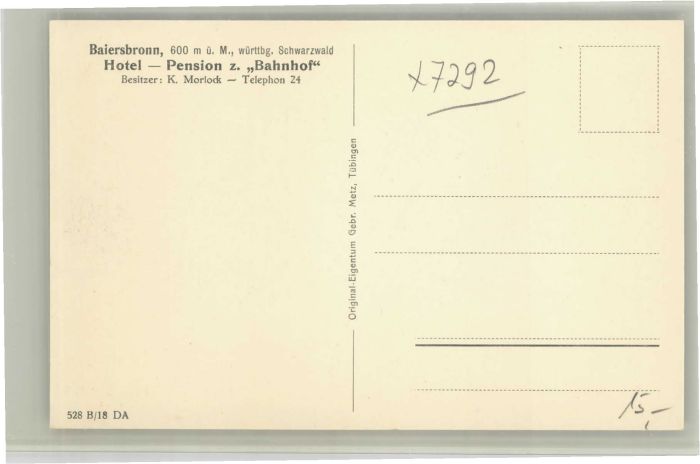 Baiersbronn, 600 m ü. M., württbg. Schwarzwald
Hotel — Pension z. „Bahnhof“
Besitzer: K. Morlock — Telephon 24
x7292
Original-Eigentum Gebr. Metz, Tübingen
528 B/18 DA
15,-